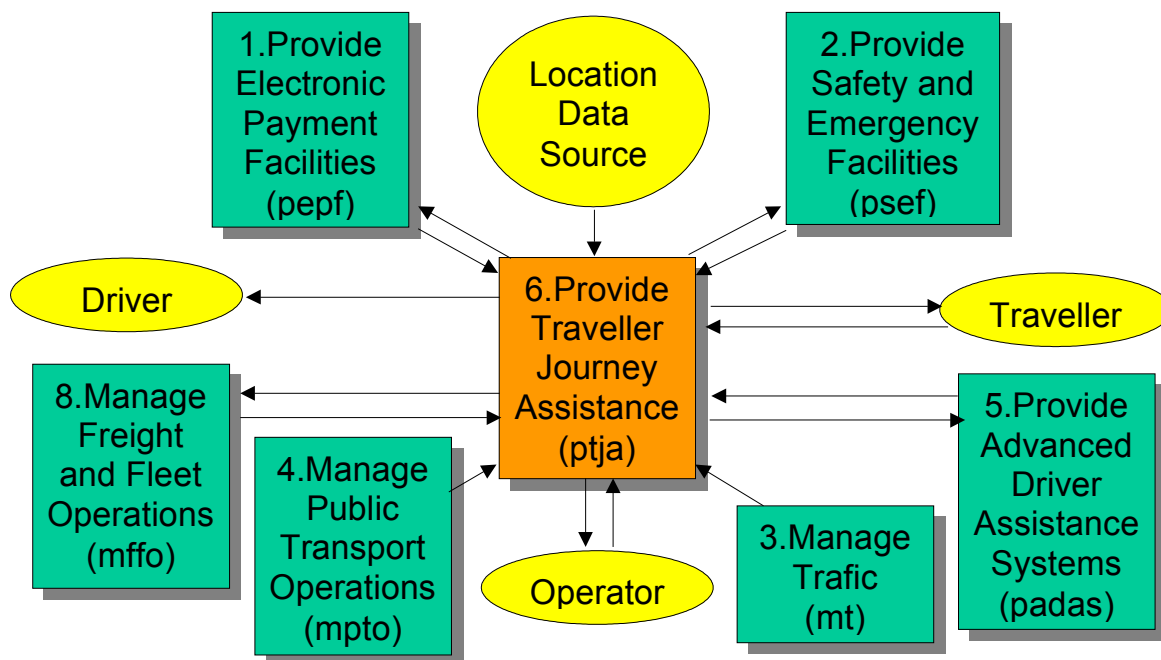 1.Provide
Electronic
Payment
Facilities
(pepf)
Location
Data
Source
2.Provide
Safety and
Emergency
Facilities
(psef)
Driver
6.Provide
Traveller
Journey
Assistance
(ptja)
Traveller
8.Manage
Freight
and Fleet
Operations
(mffo)
4.Manage
Public
Transport
Operations
(mpto)
Operator
3.Manage
Trafic
(mt)
5.Provide
Advanced
Driver
Assistance
Systems
(padas)